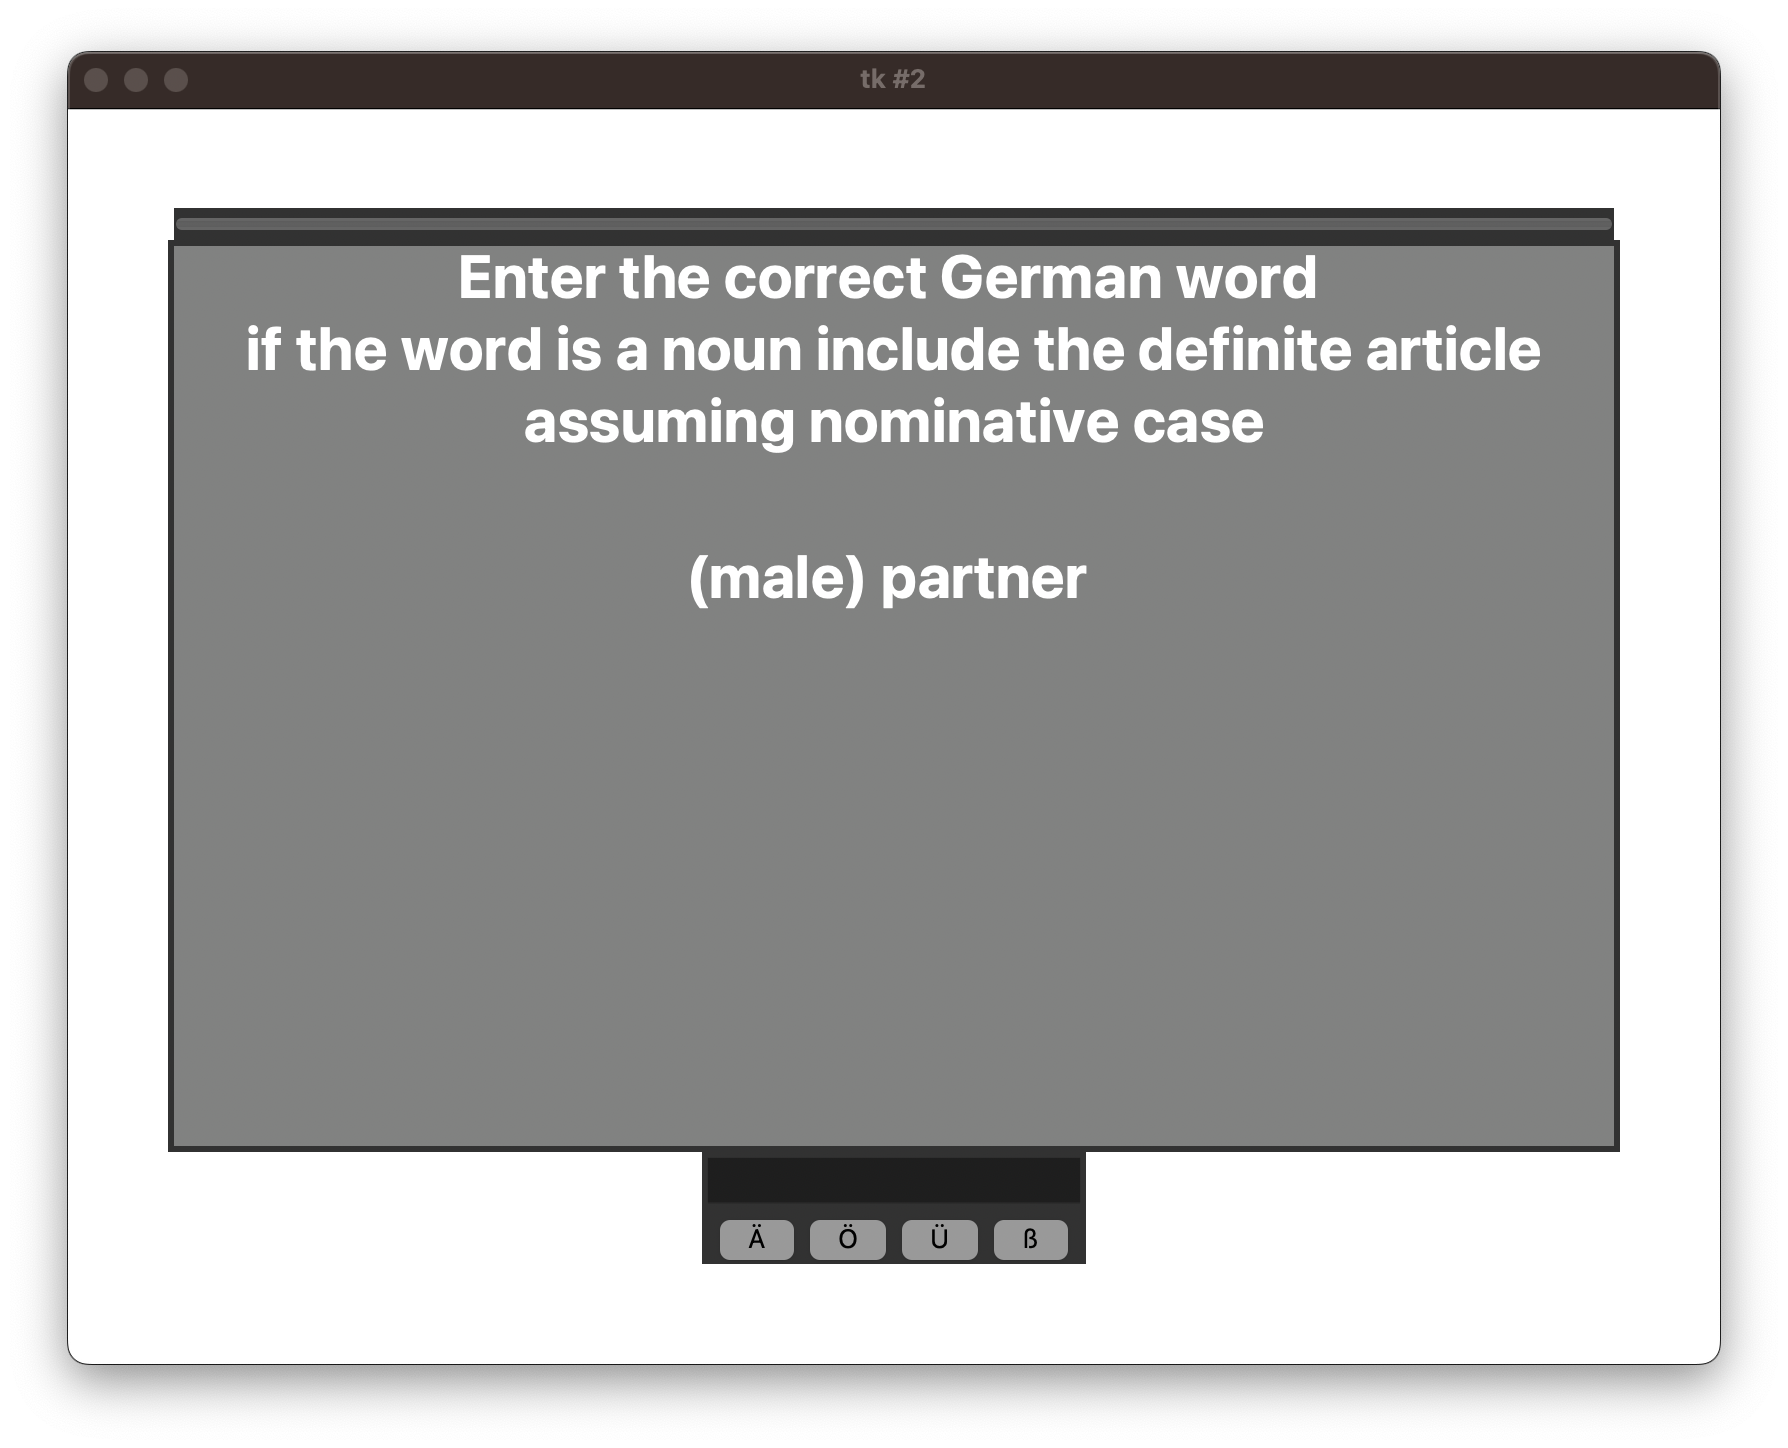 tk #2
Enter the correct German word
if the word is a noun include the definite article
assuming nominative case
(male) partner
Ä Ö Ü ß